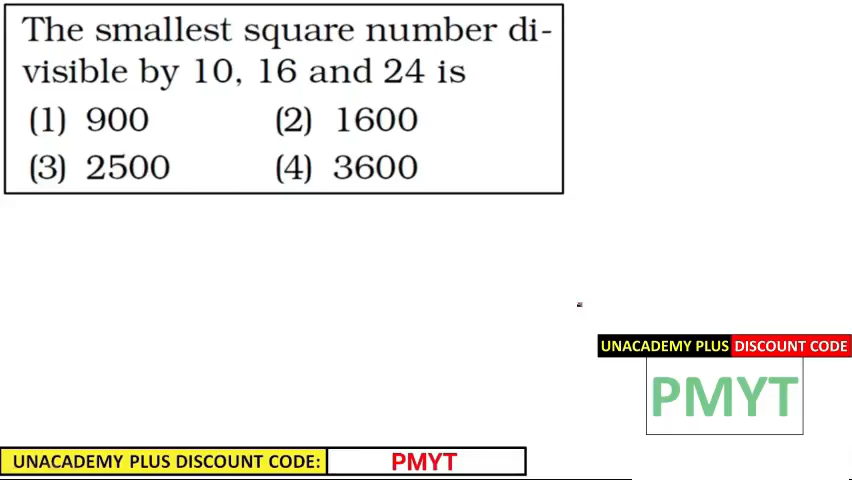 The smallest square number di-
visible by 10, 16 and 24 is
(1) 900 (2) 1600
(3) 2500 (4) 3600
UNACADEMY PLUS DISCOUNT CODE
PMYT
UNACADEMY PLUS DISCOUNT CODE: PMYT